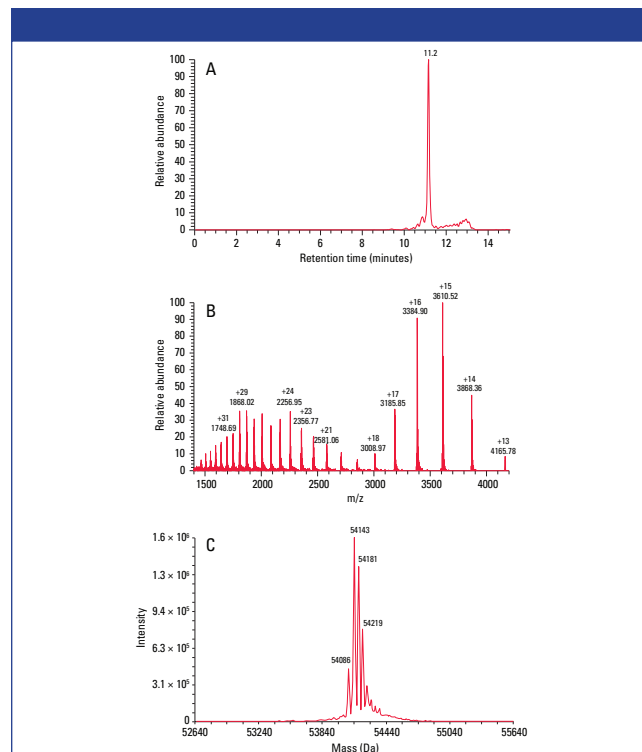 A
11.2
100
90
80
70
60
50
40
30
20
10
0
Relative abundance
0 2 4 6 8 10 12 14
Retention time (minutes)
B
+15
3610.52
+16
3384.90
+14
3868.36
+17
3185.85
+24
2256.95
+29
1868.02
+23
2356.77
+31
1748.69
+21
2581.06
+18
3008.97
+13
4165.78
100
90
80
70
60
50
40
30
20
10
0
Relative abundance
1500 2000 2500 3000 3500 4000
m/z
C
54143
54181
54219
54086
1.6 × 10⁶
1.3 × 10⁶
9.4 × 10⁵
6.3 × 10⁵
3.1 × 10⁵
0
Intensity
52640 53240 53840 54440 55040 55640
Mass (Da)